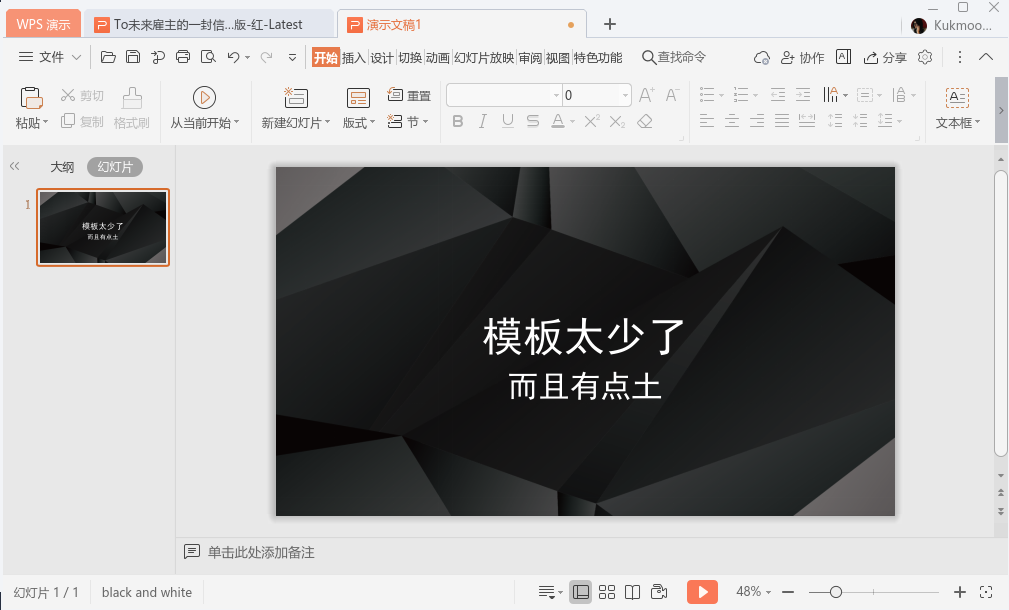 WPS 演示
To未来雇主的一封信...版-红-Latest
演示文稿1
Kukmoo...
文件
开始 插入 设计 切换 动画 幻灯片放映 审阅 视图 特色功能
查找命令
协作
分享
粘贴
剪切
复制
格式刷
从当前开始
新建幻灯片
版式
重置
节
0
文本框
大纲
幻灯片
1
模板太少了
而且有点土
模板太少了
而且有点土
单击此处添加备注
幻灯片 1 / 1
black and white
48%